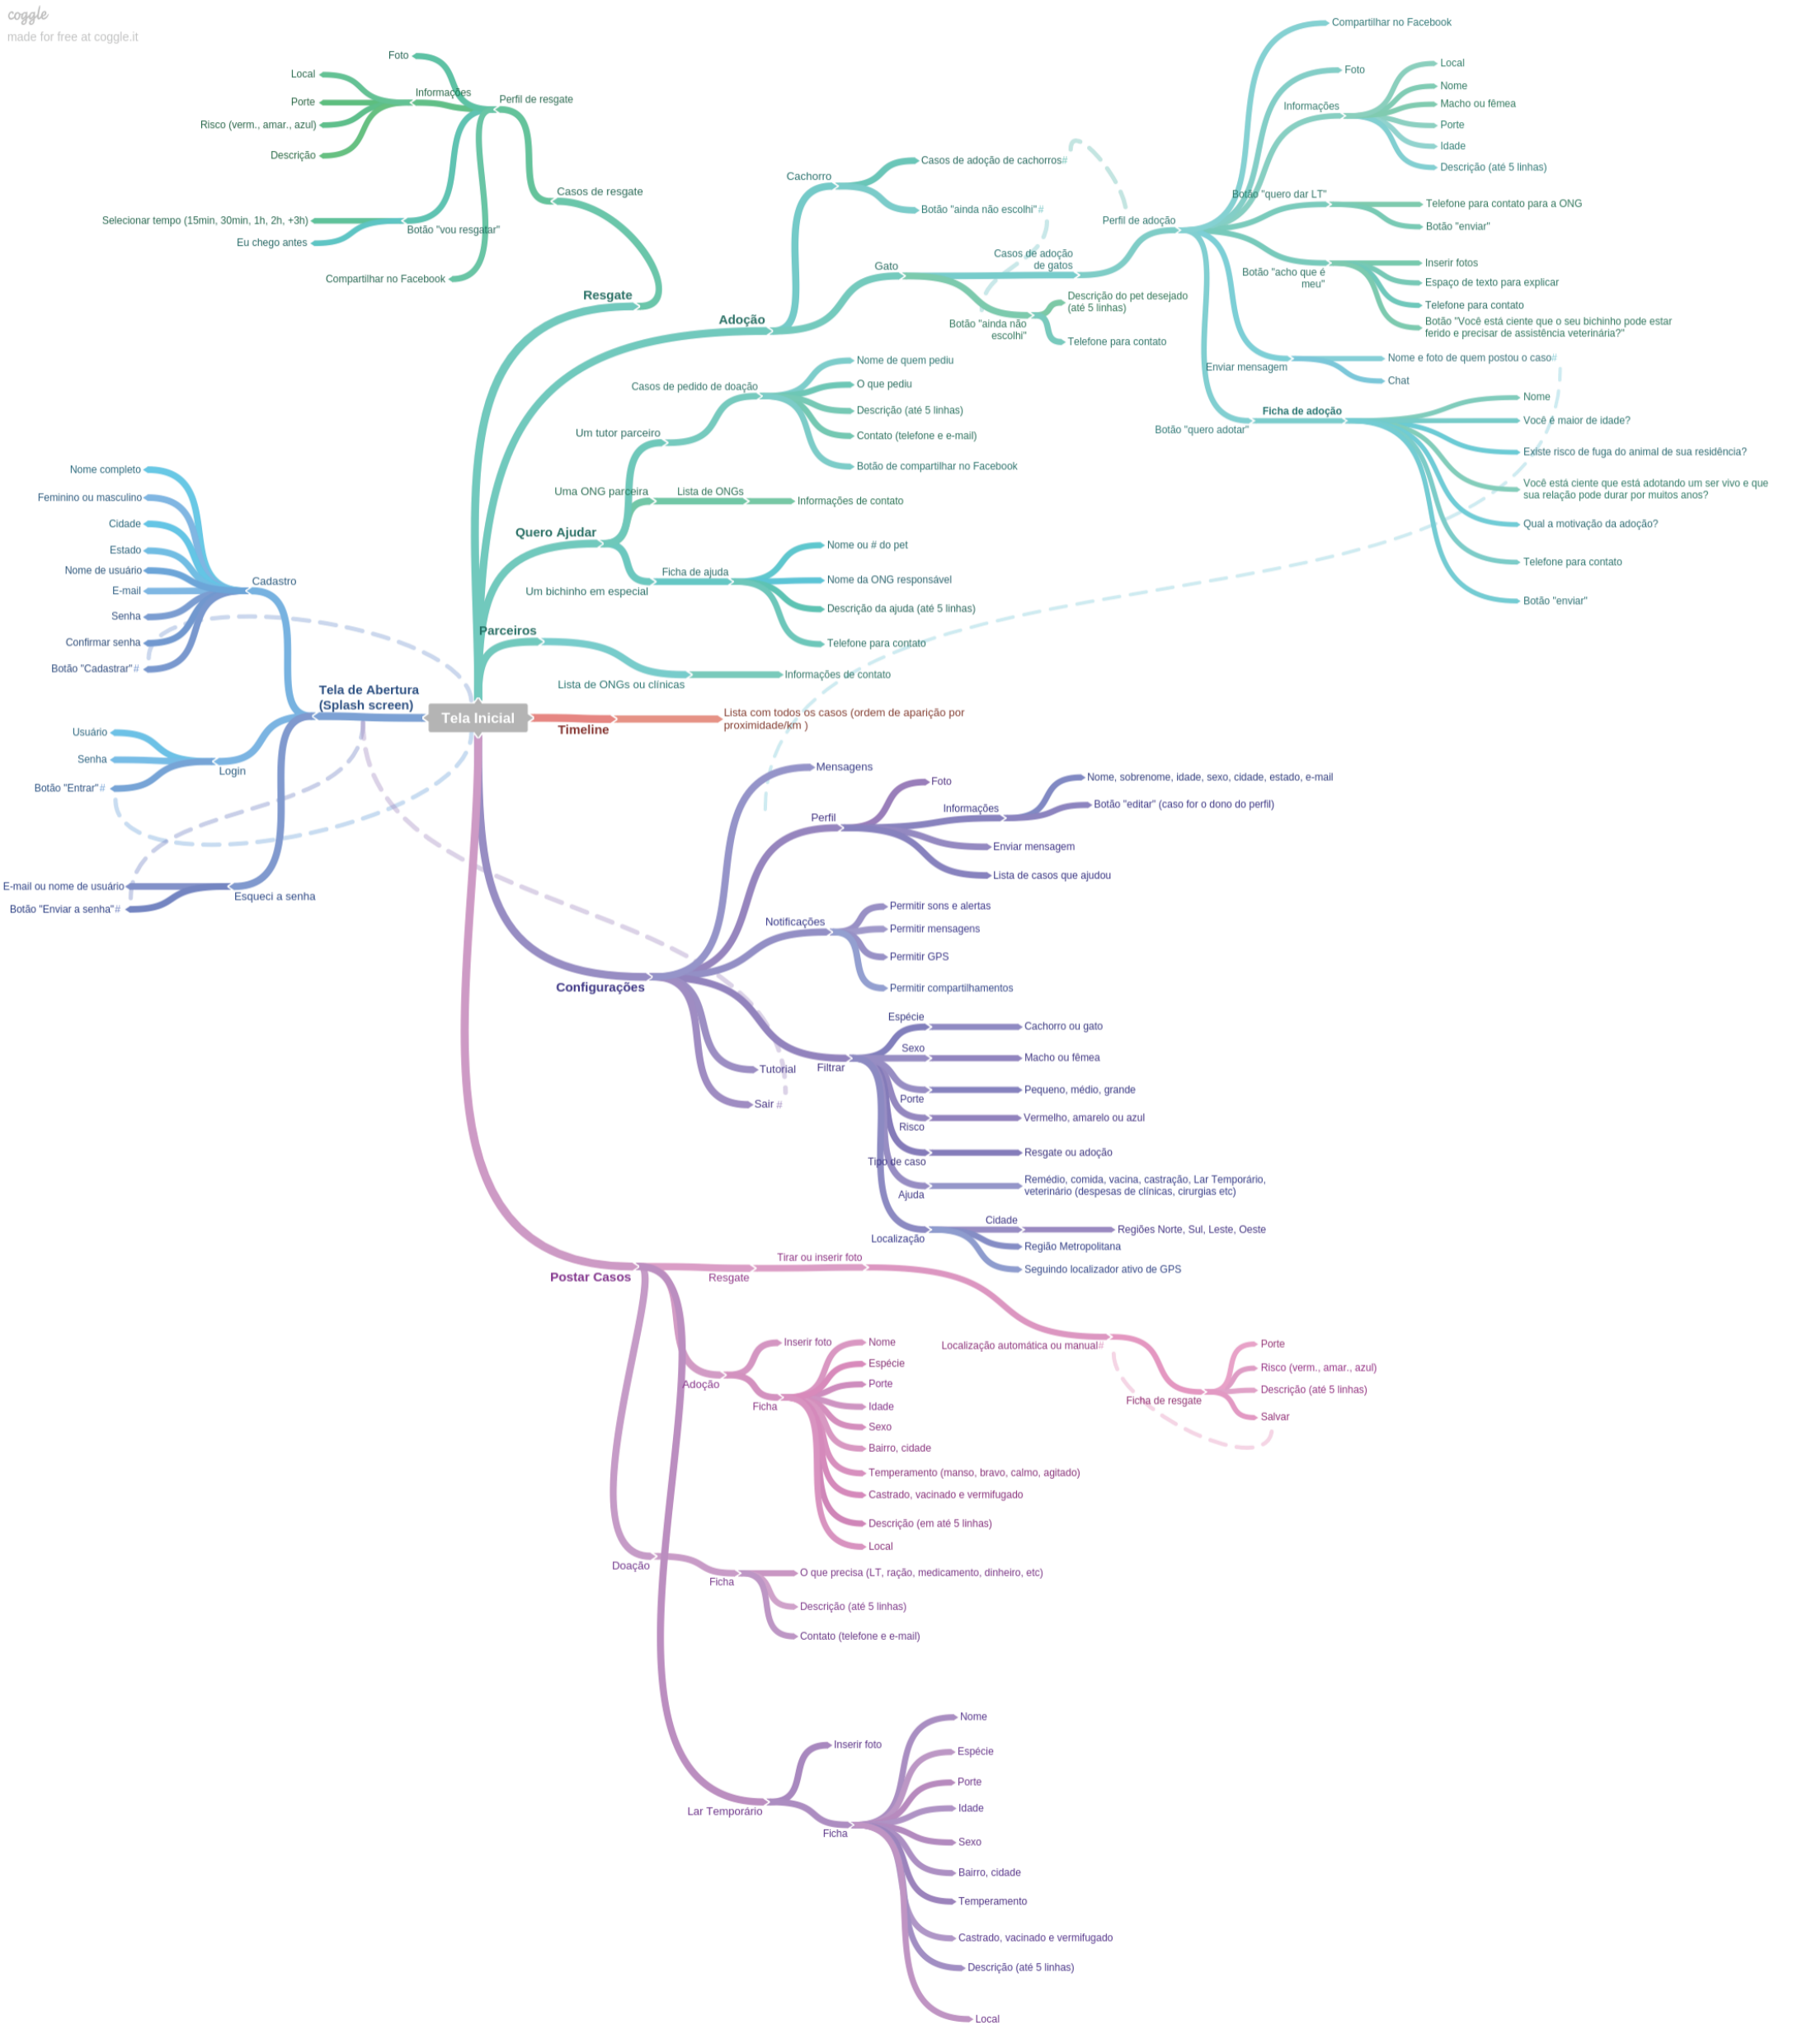 coggle
made for free at coggle.it
Foto
Local
Informações
Porte
Perfil de resgate
Risco (verm., amar., azul)
Descrição
Casos de resgate
Selecionar tempo (15min, 30min, 1h, 2h, +3h)
Botão "vou resgatar"
Eu chego antes
Compartilhar no Facebook
Resgate
Adoção
Cachorro
Casos de adoção de cachorros#
Botão "ainda não escolhi"#
Gato
Casos de adoção
de gatos
Botão "ainda não
escolhi"
Descrição do pet desejado
(até 5 linhas)
Telefone para contato
Perfil de adoção
Compartilhar no Facebook
Foto
Informações
Local
Nome
Macho ou fêmea
Porte
Idade
Descrição (até 5 linhas)
Botão "quero dar LT"
Telefone para contato para a ONG
Botão "enviar"
Botão "acho que é
meu"
Inserir fotos
Espaço de texto para explicar
Telefone para contato
Botão "Você está ciente que o seu bichinho pode estar
ferido e precisar de assistência veterinária?"
Enviar mensagem
Nome e foto de quem postou o caso#
Chat
Botão "quero adotar"
Ficha de adoção
Nome
Você é maior de idade?
Existe risco de fuga do animal de sua residência?
Você está ciente que está adotando um ser vivo e que
sua relação pode durar por muitos anos?
Qual a motivação da adoção?
Telefone para contato
Botão "enviar"
Quero Ajudar
Um tutor parceiro
Casos de pedido de doação
Nome de quem pediu
O que pediu
Descrição (até 5 linhas)
Contato (telefone e e-mail)
Botão de compartilhar no Facebook
Uma ONG parceira
Lista de ONGs
Informações de contato
Um bichinho em especial
Ficha de ajuda
Nome ou # do pet
Nome da ONG responsável
Descrição da ajuda (até 5 linhas)
Telefone para contato
Parceiros
Lista de ONGs ou clínicas
Informações de contato
Tela Inicial
Timeline
Lista com todos os casos (ordem de aparição por
proximidade/km )
Tela de Abertura
(Splash screen)
Cadastro
Nome completo
Feminino ou masculino
Cidade
Estado
Nome de usuário
E-mail
Senha
Confirmar senha
Botão "Cadastrar"#
Login
Usuário
Senha
Botão "Entrar"#
Esqueci a senha
E-mail ou nome de usuário
Botão "Enviar a senha"#
Configurações
Mensagens
Perfil
Foto
Informações
Nome, sobrenome, idade, sexo, cidade, estado, e-mail
Botão "editar" (caso for o dono do perfil)
Enviar mensagem
Lista de casos que ajudou
Notificações
Permitir sons e alertas
Permitir mensagens
Permitir GPS
Permitir compartilhamentos
Filtrar
Espécie
Cachorro ou gato
Sexo
Macho ou fêmea
Porte
Pequeno, médio, grande
Risco
Vermelho, amarelo ou azul
Tipo de caso
Resgate ou adoção
Ajuda
Remédio, comida, vacina, castração, Lar Temporário,
veterinário (despesas de clínicas, cirurgias etc)
Localização
Cidade
Regiões Norte, Sul, Leste, Oeste
Região Metropolitana
Seguindo localizador ativo de GPS
Tutorial
Sair #
Postar Casos
Resgate
Tirar ou inserir foto
Localização automática ou manual#
Ficha de resgate
Porte
Risco (verm., amar., azul)
Descrição (até 5 linhas)
Salvar
Adoção
Inserir foto
Ficha
Nome
Espécie
Porte
Idade
Sexo
Bairro, cidade
Temperamento (manso, bravo, calmo, agitado)
Castrado, vacinado e vermifugado
Descrição (em até 5 linhas)
Local
Doação
Ficha
O que precisa (LT, ração, medicamento, dinheiro, etc)
Descrição (até 5 linhas)
Contato (telefone e e-mail)
Lar Temporário
Inserir foto
Ficha
Nome
Espécie
Porte
Idade
Sexo
Bairro, cidade
Temperamento
Castrado, vacinado e vermifugado
Descrição (até 5 linhas)
Local